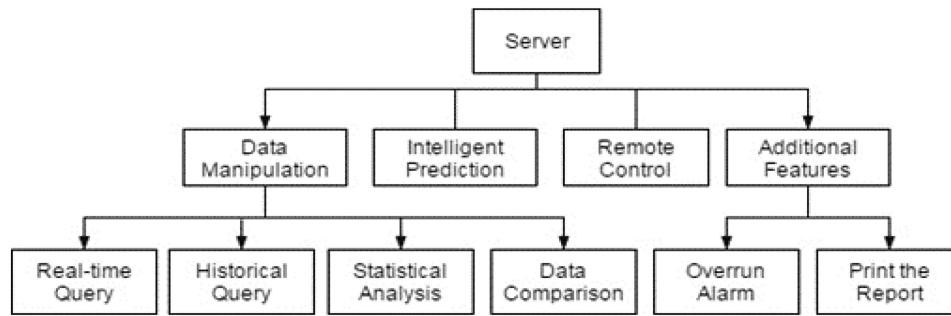 Server
Data
Manipulation
Intelligent
Prediction
Remote
Control
Additional
Features
Real-time
Query
Historical
Query
Statistical
Analysis
Data
Comparison
Overrun
Alarm
Print the
Report